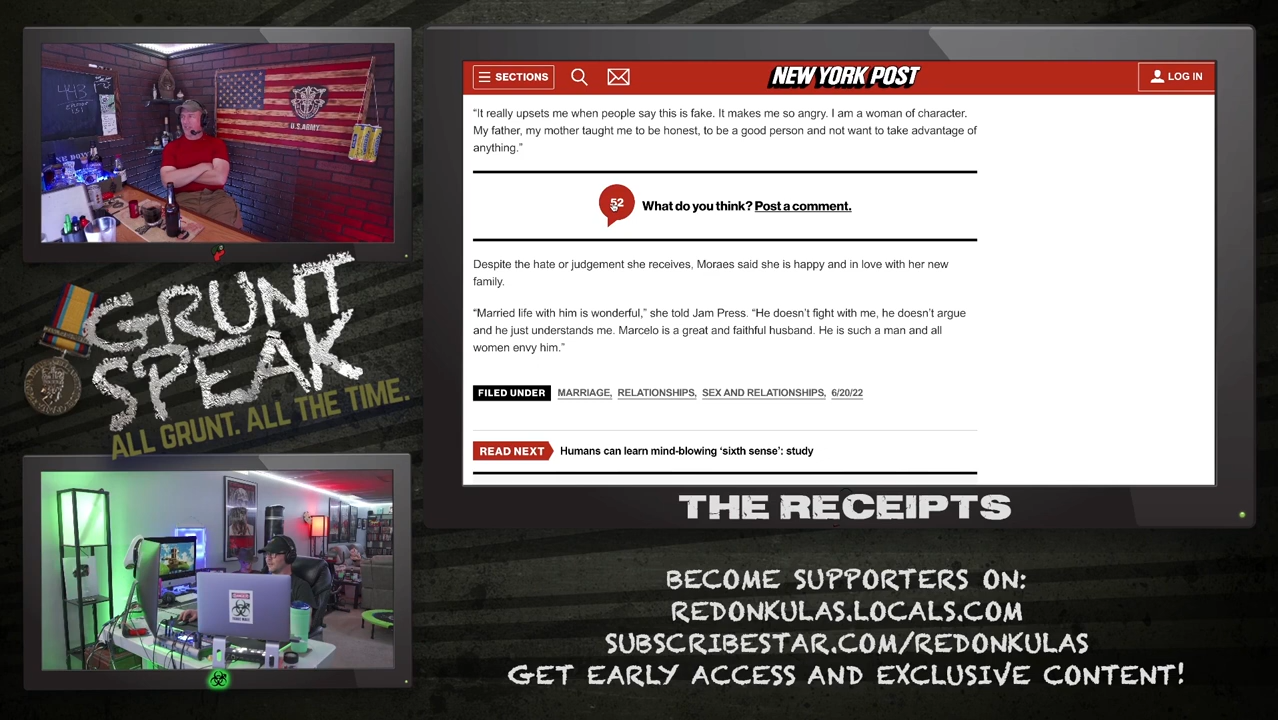 443
U.S. ARMY
GRUNT
SPEAK
ALL GRUNT. ALL THE TIME.
SECTIONS
NEW YORK POST
LOG IN
“It really upsets me when people say this is fake. It makes me so angry. I am a woman of character.
My father, my mother taught me to be honest, to be a good person and not want to take advantage of
anything.”
52
What do you think? Post a comment.
Despite the hate or judgement she receives, Moraes said she is happy and in love with her new
family.
“Married life with him is wonderful,” she told Jam Press. “He doesn’t fight with me, he doesn’t argue
and he just understands me. Marcelo is a great and faithful husband. He is such a man and all
women envy him.”
FILED UNDER MARRIAGE, RELATIONSHIPS, SEX AND RELATIONSHIPS, 6/20/22
READ NEXT Humans can learn mind-blowing ‘sixth sense’: study
THE RECEIPTS
BECOME SUPPORTERS ON:
REDONKULAS.LOCALS.COM
SUBSCRIBESTAR.COM/REDONKULAS
GET EARLY ACCESS AND EXCLUSIVE CONTENT!